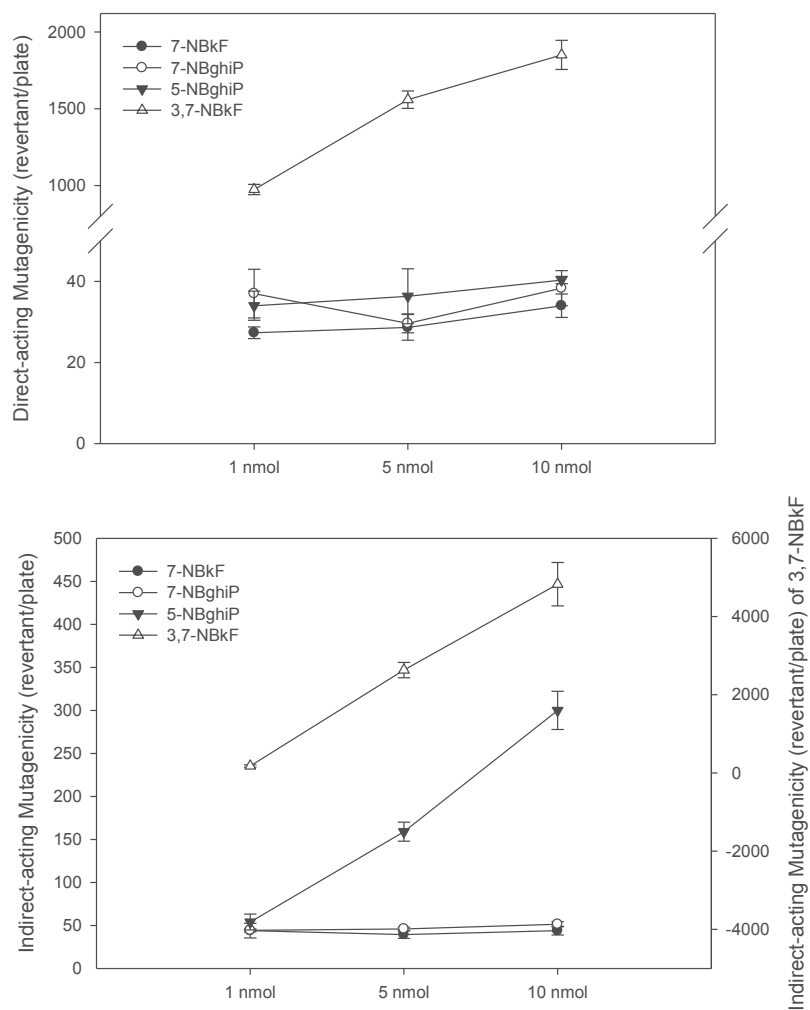 Direct-acting Mutagenicity (revertant/plate)
2000
1500
1000
40
20
0
7-NBkF
7-NBghiP
5-NBghiP
3,7-NBkF
1 nmol
5 nmol
10 nmol
Indirect-acting Mutagenicity (revertant/plate)
500
450
400
350
300
250
200
150
100
50
0
7-NBkF
7-NBghiP
5-NBghiP
3,7-NBkF
1 nmol
5 nmol
10 nmol
6000
4000
2000
0
-2000
-4000
Indirect-acting Mutagenicity (revertant/plate) of 3,7-NBkF